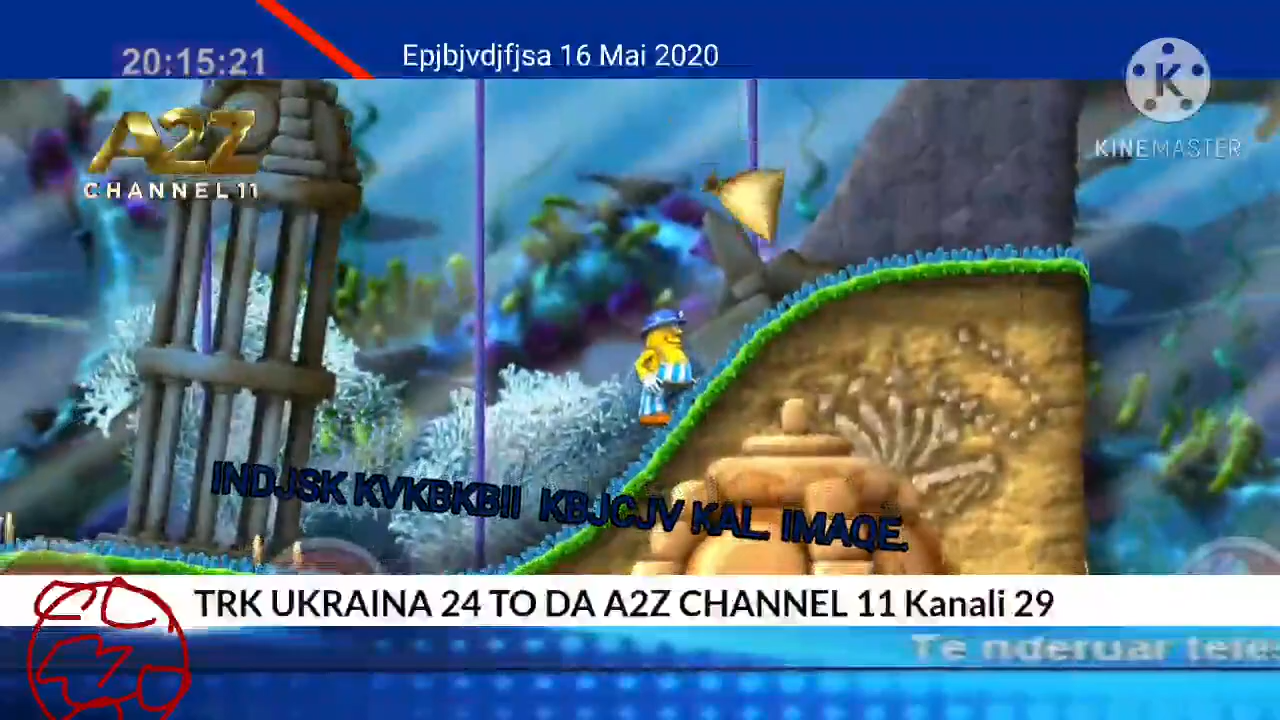 20:15:21
Epjbjvdjfjsa 16 Mai 2020
K
KINEMASTER
A2Z
CHANNEL 11
INDJSK KVKBKBII KBJCJV KAL. IMAQE.
TRK UKRAINA 24 TO DA A2Z CHANNEL 11 Kanali 29
Te nderuar teles